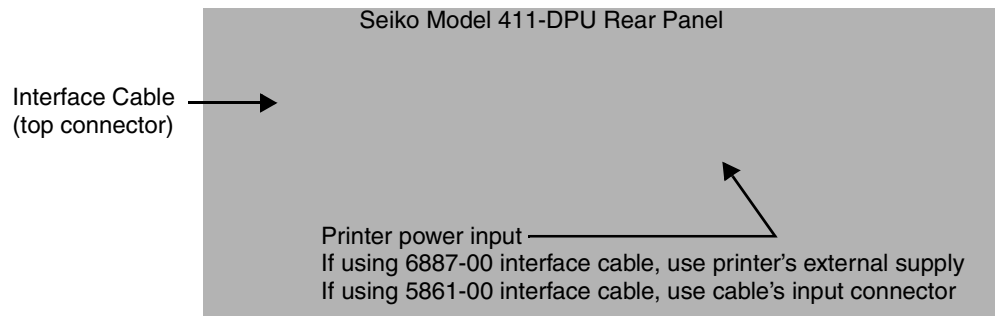 Seiko Model 411-DPU Rear Panel
Interface Cable
(top connector)
Printer power input
If using 6887-00 interface cable, use printer's external supply
If using 5861-00 interface cable, use cable's input connector